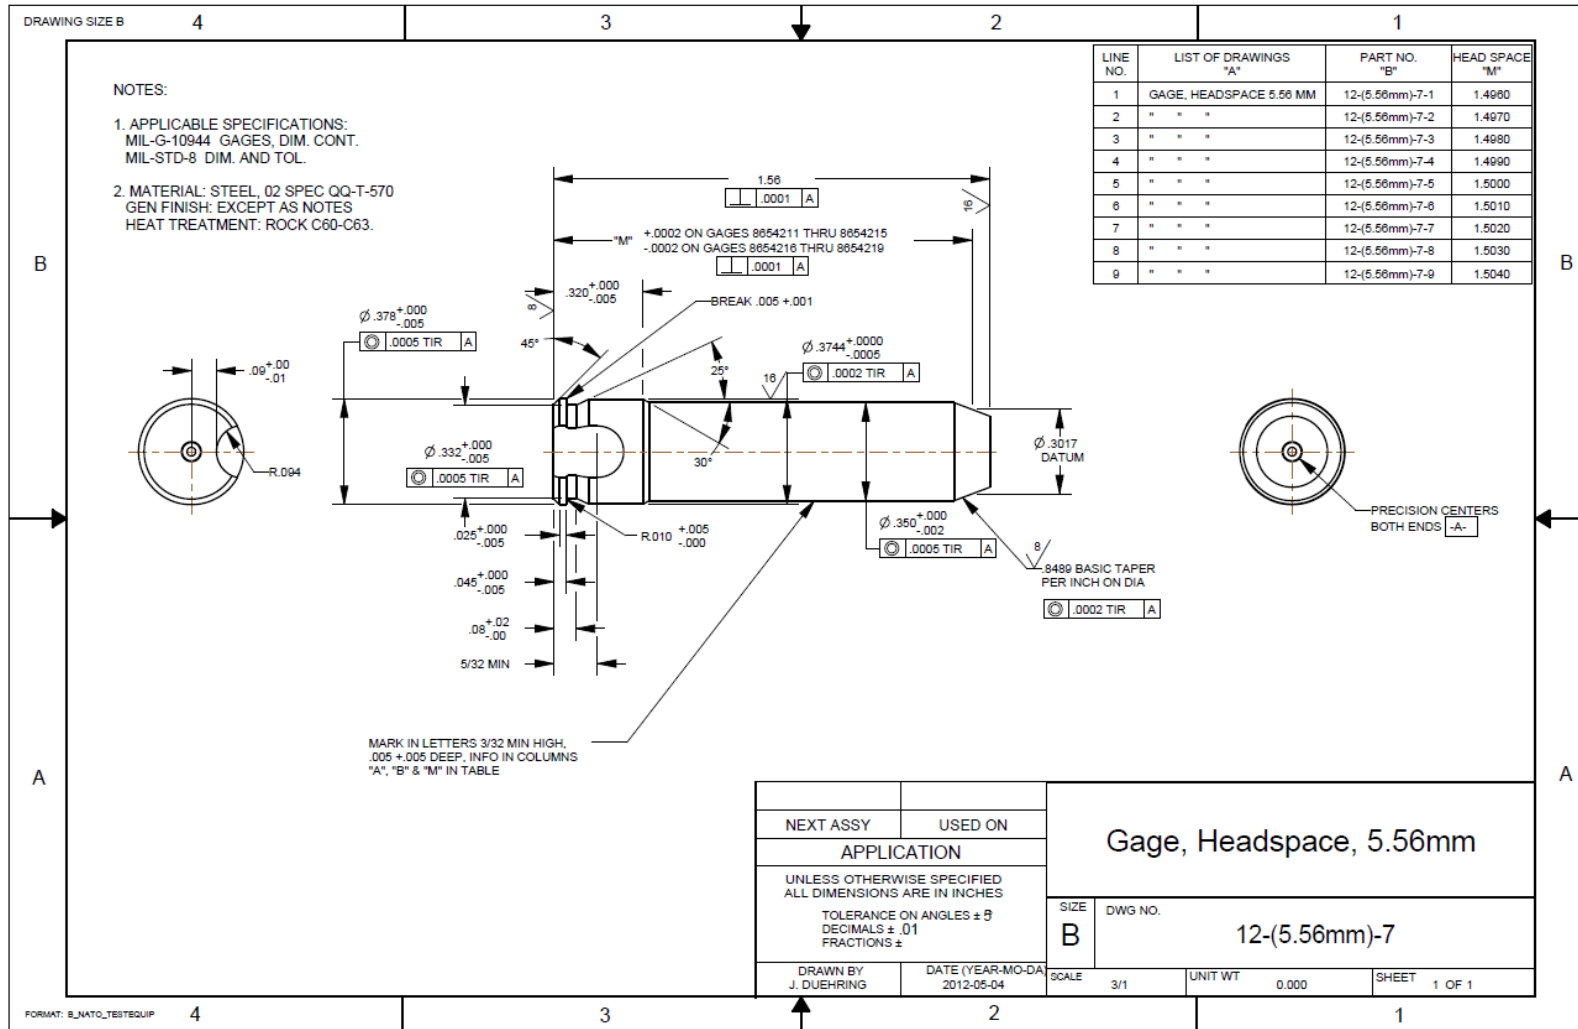 DRAWING SIZE B
4
3
2
1
NOTES:
1. APPLICABLE SPECIFICATIONS:
MIL-G-10944 GAGES, DIM. CONT.
MIL-STD-8 DIM. AND TOL.
2. MATERIAL: STEEL, 02 SPEC QQ-T-570
GEN FINISH: EXCEPT AS NOTES
HEAT TREATMENT: ROCK C60-C63.
LINE NO. LIST OF DRAWINGS "A" PART NO. "B" HEAD SPACE "M"
1 GAGE, HEADSPACE 5.56 MM 12-(5.56mm)-7-1 1.4960
2 " " " 12-(5.56mm)-7-2 1.4970
3 " " " 12-(5.56mm)-7-3 1.4980
4 " " " 12-(5.56mm)-7-4 1.4990
5 " " " 12-(5.56mm)-7-5 1.5000
6 " " " 12-(5.56mm)-7-6 1.5010
7 " " " 12-(5.56mm)-7-7 1.5020
8 " " " 12-(5.56mm)-7-8 1.5030
9 " " " 12-(5.56mm)-7-9 1.5040
1.56
⊥ .0001 A
16
"M" +.0002 ON GAGES 8654211 THRU 8654215
-.0002 ON GAGES 8654216 THRU 8654219
⊥ .0001 A
B
B
.320 +.000 -.005
8
BREAK .005 +.001
Ø .378 +.000 -.005
◎ .0005 TIR A
45°
25°
16
Ø .3744 +.0000 -.0005
◎ .0002 TIR A
.09 +.00 -.01
R.094
Ø .332 +.000 -.005
◎ .0005 TIR A
30°
Ø .3017
DATUM
.025 +.000 -.005
R.010 +.005 -.000
Ø .350 +.000 -.002
◎ .0005 TIR A
PRECISION CENTERS
BOTH ENDS -A-
.045 +.000 -.005
8
.8489 BASIC TAPER
PER INCH ON DIA
◎ .0002 TIR A
.08 +.02 -.00
5/32 MIN
MARK IN LETTERS 3/32 MIN HIGH,
.005 +.005 DEEP, INFO IN COLUMNS
"A", "B" & "M" IN TABLE
A
A
NEXT ASSY USED ON
APPLICATION
UNLESS OTHERWISE SPECIFIED
ALL DIMENSIONS ARE IN INCHES
TOLERANCE ON ANGLES ±
DECIMALS ± .01
FRACTIONS ±
DRAWN BY
J. DUEHRING
DATE (YEAR-MO-DA)
2012-05-04
Gage, Headspace, 5.56mm
SIZE
B
DWG NO.
12-(5.56mm)-7
SCALE 3/1
UNIT WT 0.000
SHEET 1 OF 1
FORMAT: B_NATO_TESTEQUIP
4
3
2
1